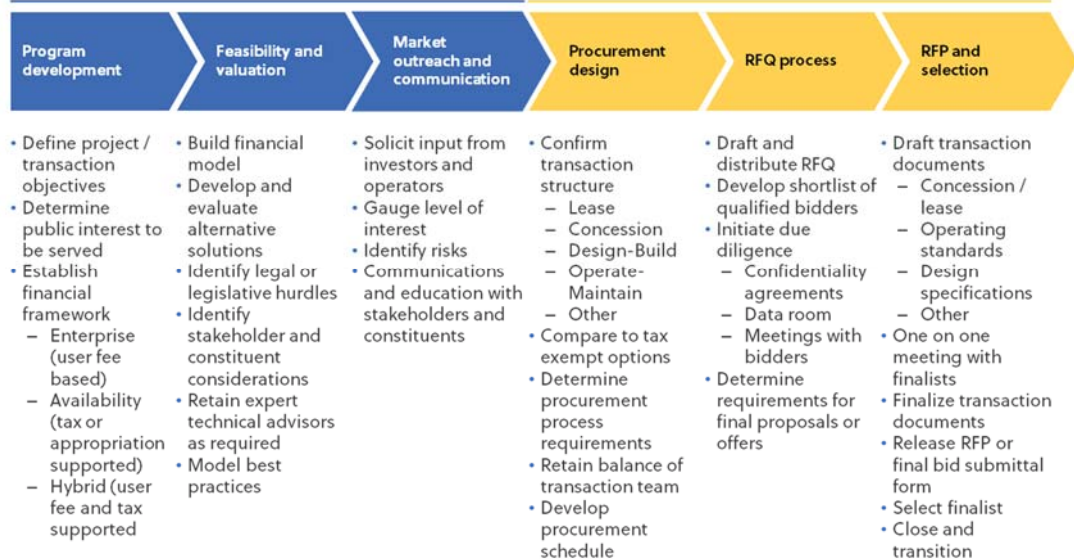 Program
development
Feasibility and
valuation
Market
outreach and
communication
Procurement
design
RFQ process
RFP and
selection
• Define project /
transaction
objectives
• Determine
public interest to
be served
• Establish
financial
framework
– Enterprise
(user fee
based)
– Availability
(tax or
appropriation
supported)
– Hybrid (user
fee and tax
supported
• Build financial
model
• Develop and
evaluate
alternative
solutions
• Identify legal or
legislative hurdles
• Identify
stakeholder and
constituent
considerations
• Retain expert
technical advisors
as required
• Model best
practices
• Solicit input from
investors and
operators
• Gauge level of
interest
• Identify risks
• Communications
and education with
stakeholders and
constituents
• Confirm
transaction
structure
– Lease
– Concession
– Design-Build
– Operate-
Maintain
– Other
• Compare to tax
exempt options
• Determine
procurement
process
requirements
• Retain balance of
transaction team
• Develop
procurement
schedule
• Draft and
distribute RFQ
• Develop shortlist of
qualified bidders
• Initiate due
diligence
– Confidentiality
agreements
– Data room
– Meetings with
bidders
• Determine
requirements for
final proposals or
offers
• Draft transaction
documents
– Concession /
lease
– Operating
standards
– Design
specifications
– Other
• One on one
meeting with
finalists
• Finalize transaction
documents
• Release RFP or
final bid submittal
form
• Select finalist
• Close and
transition